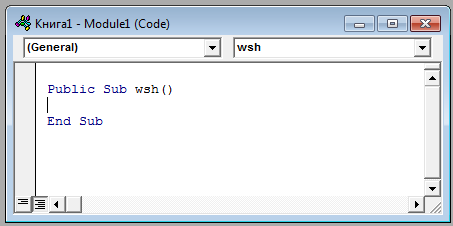 Книга1 - Module1 (Code)
(General) wsh
Public Sub wsh()
End Sub